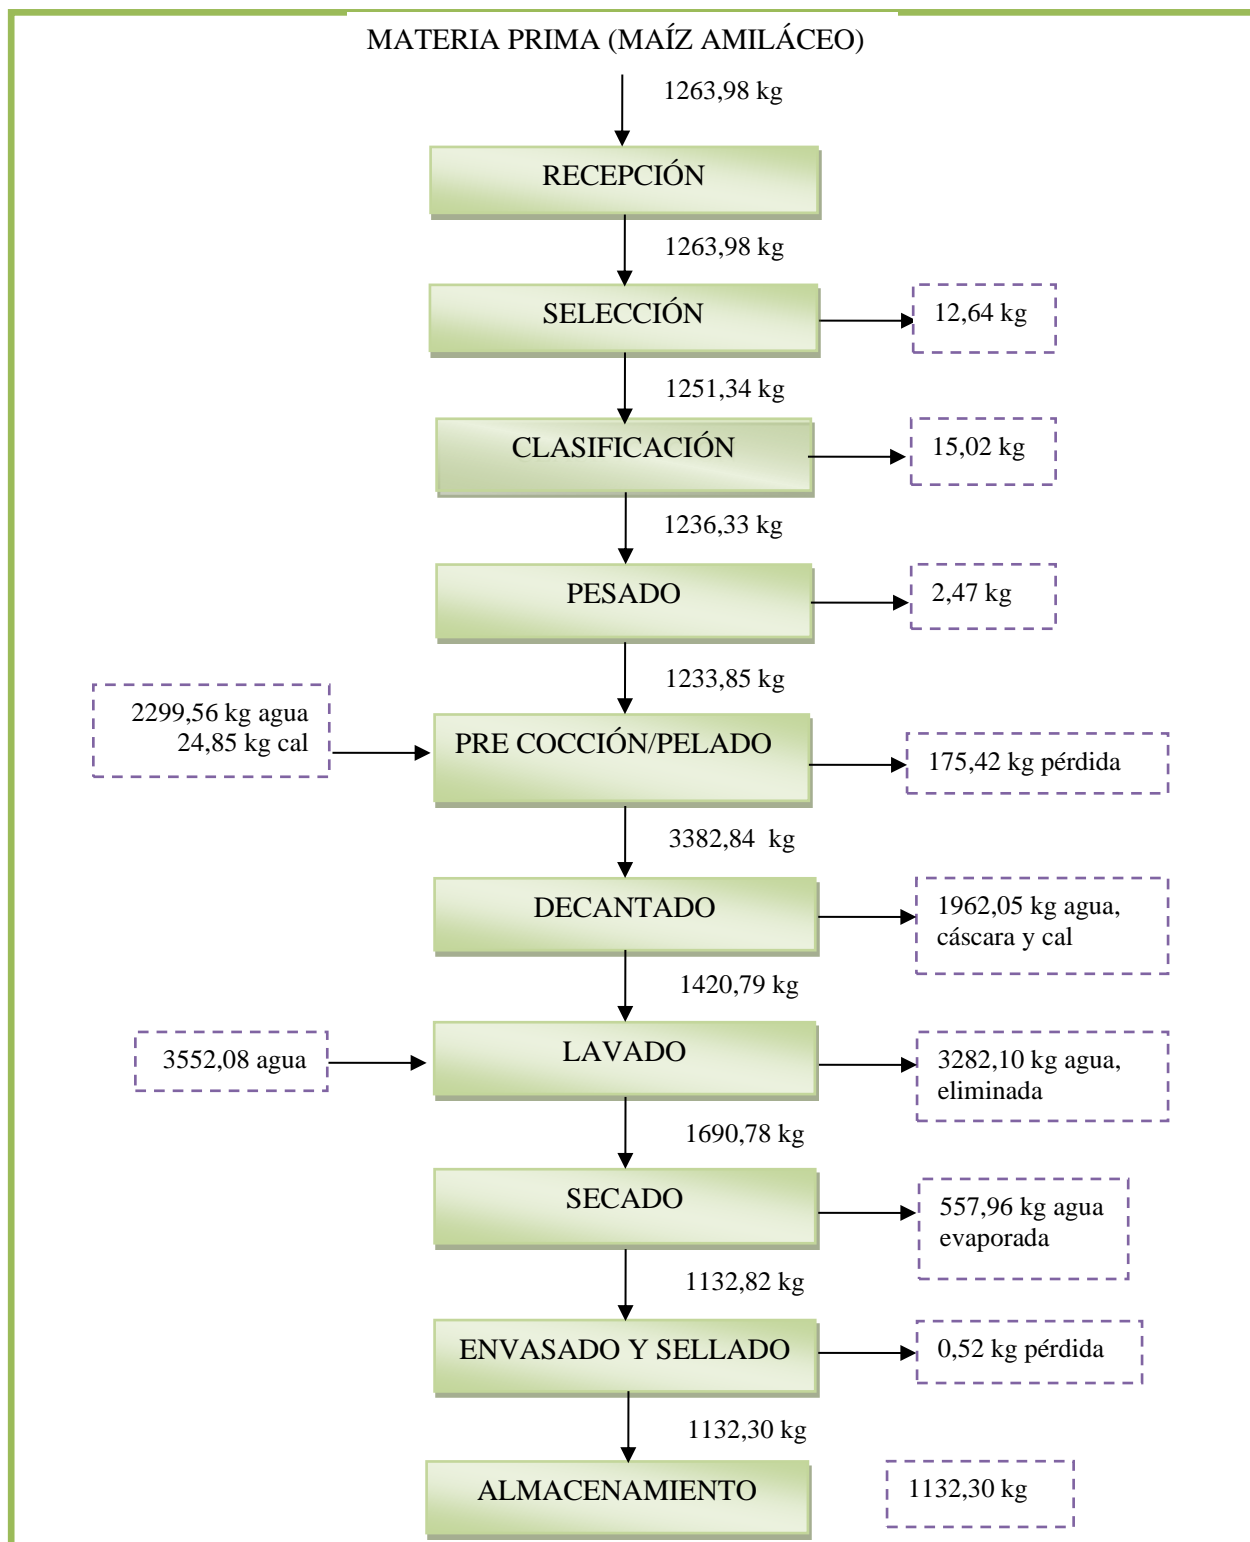 MATERIA PRIMA (MAÍZ AMILÁCEO)
1263,98 kg
RECEPCIÓN
1263,98 kg
SELECCIÓN
12,64 kg
1251,34 kg
CLASIFICACIÓN
15,02 kg
1236,33 kg
PESADO
2,47 kg
1233,85 kg
2299,56 kg agua
24,85 kg cal
PRE COCCIÓN/PELADO
175,42 kg pérdida
3382,84 kg
DECANTADO
1962,05 kg agua,
cáscara y cal
1420,79 kg
3552,08 agua
LAVADO
3282,10 kg agua,
eliminada
1690,78 kg
SECADO
557,96 kg agua
evaporada
1132,82 kg
ENVASADO Y SELLADO
0,52 kg pérdida
1132,30 kg
ALMACENAMIENTO
1132,30 kg